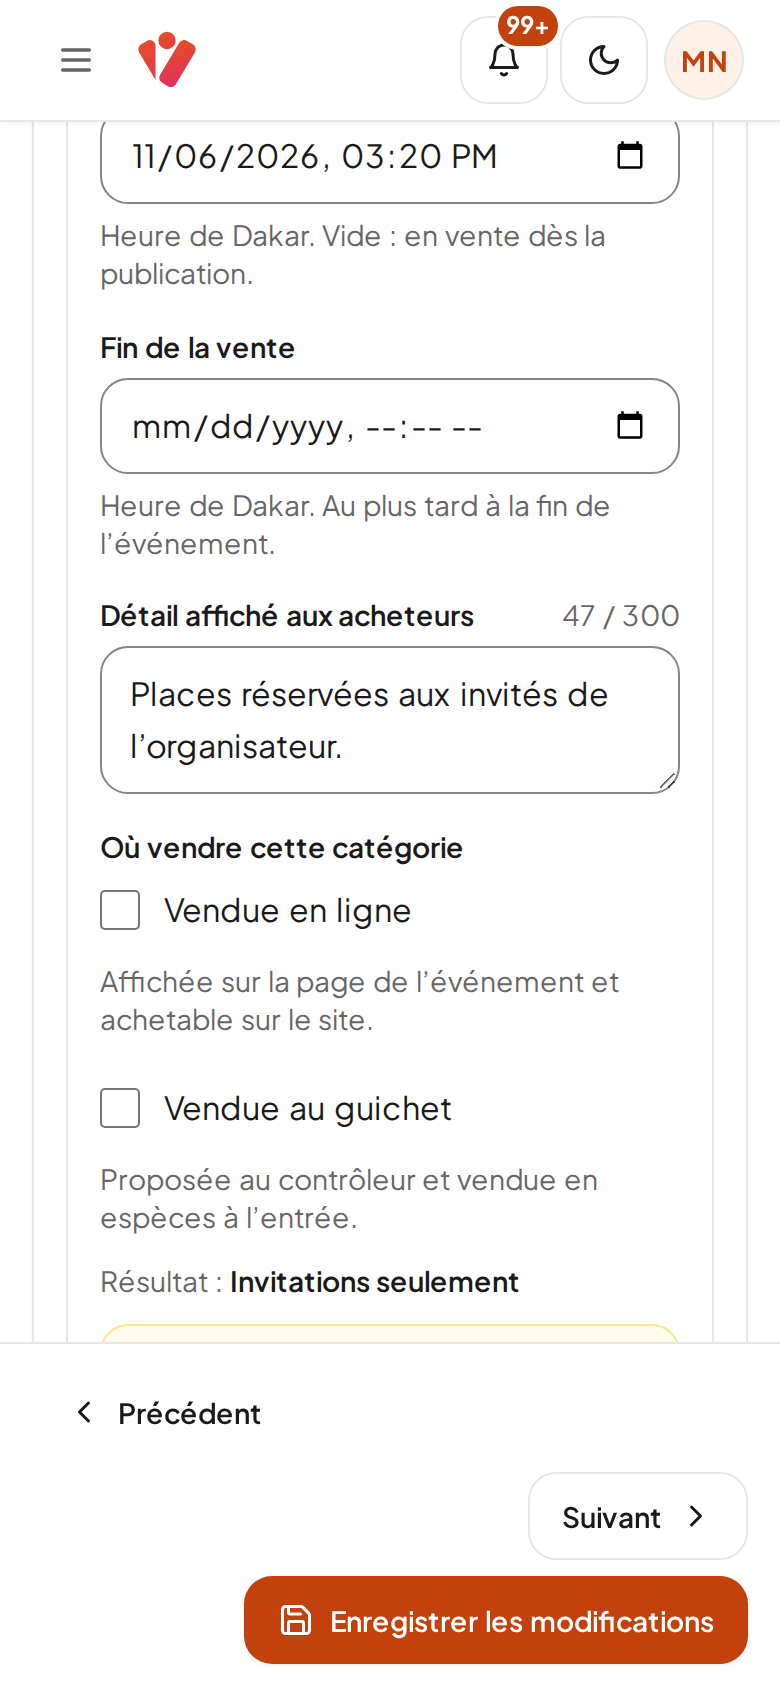 99+
MN
11/06/2026, 03:20 PM
Heure de Dakar. Vide : en vente dès la
publication.
Fin de la vente
mm/dd/yyyy, --:-- --
Heure de Dakar. Au plus tard à la fin de
l’événement.
Détail affiché aux acheteurs 47 / 300
Places réservées aux invités de
l’organisateur.
Où vendre cette catégorie
Vendue en ligne
Affichée sur la page de l’événement et
achetable sur le site.
Vendue au guichet
Proposée au contrôleur et vendue en
espèces à l’entrée.
Résultat : Invitations seulement
Précédent
Suivant
Enregistrer les modifications